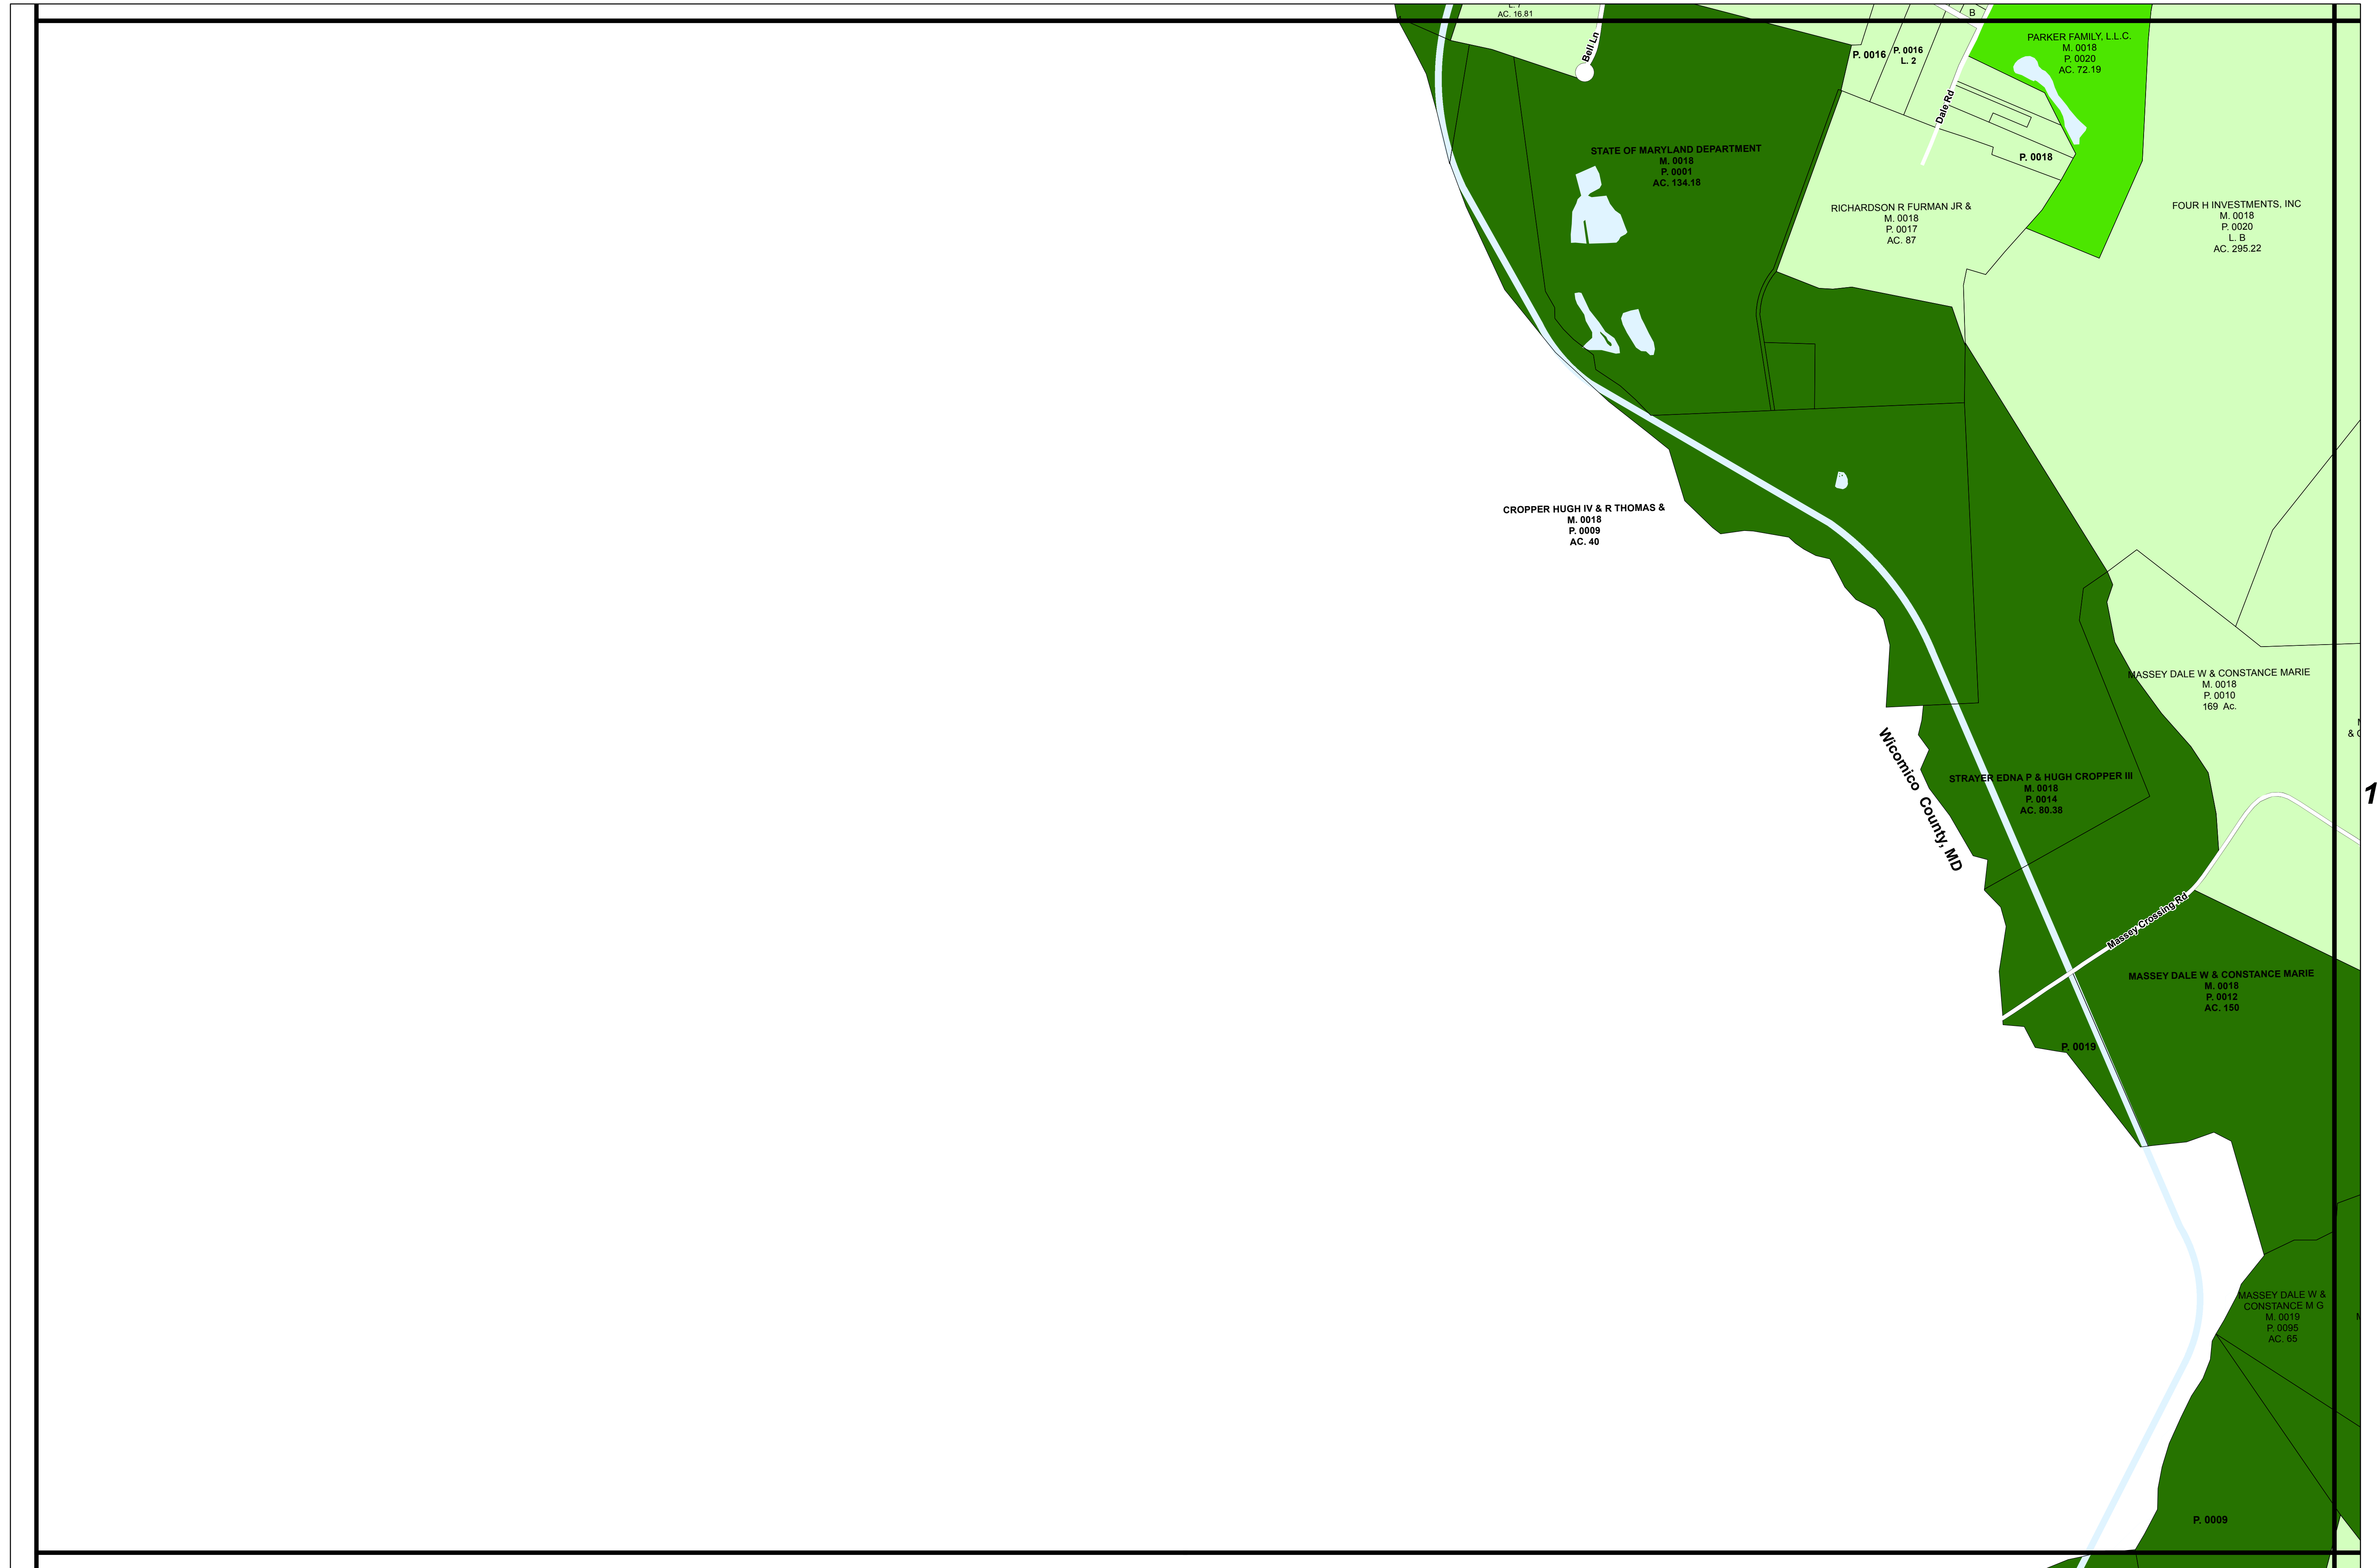 AC. 16.81
Bell Ln
B
PARKER FAMILY, L.L.C.
M. 0018
P. 0020
AC. 72.19
P. 0016
P. 0016
L. 2
Dale Rd
P. 0018
STATE OF MARYLAND DEPARTMENT
M. 0018
P. 0001
AC. 134.18
RICHARDSON R FURMAN JR &
M. 0018
P. 0017
AC. 87
FOUR H INVESTMENTS, INC
M. 0018
P. 0020
L. B
AC. 295.22
CROPPER HUGH IV & R THOMAS &
M. 0018
P. 0009
AC. 40
MASSEY DALE W & CONSTANCE MARIE
M. 0018
P. 0010
169 Ac.
Wicomico County, MD
STRAYER EDNA P & HUGH CROPPER III
M. 0018
P. 0014
AC. 80.38
1
Massey Crossing Rd
MASSEY DALE W & CONSTANCE MARIE
M. 0018
P. 0012
AC. 150
P. 0019
MASSEY DALE W &
CONSTANCE M G
M. 0019
P. 0095
AC. 65
P. 0009